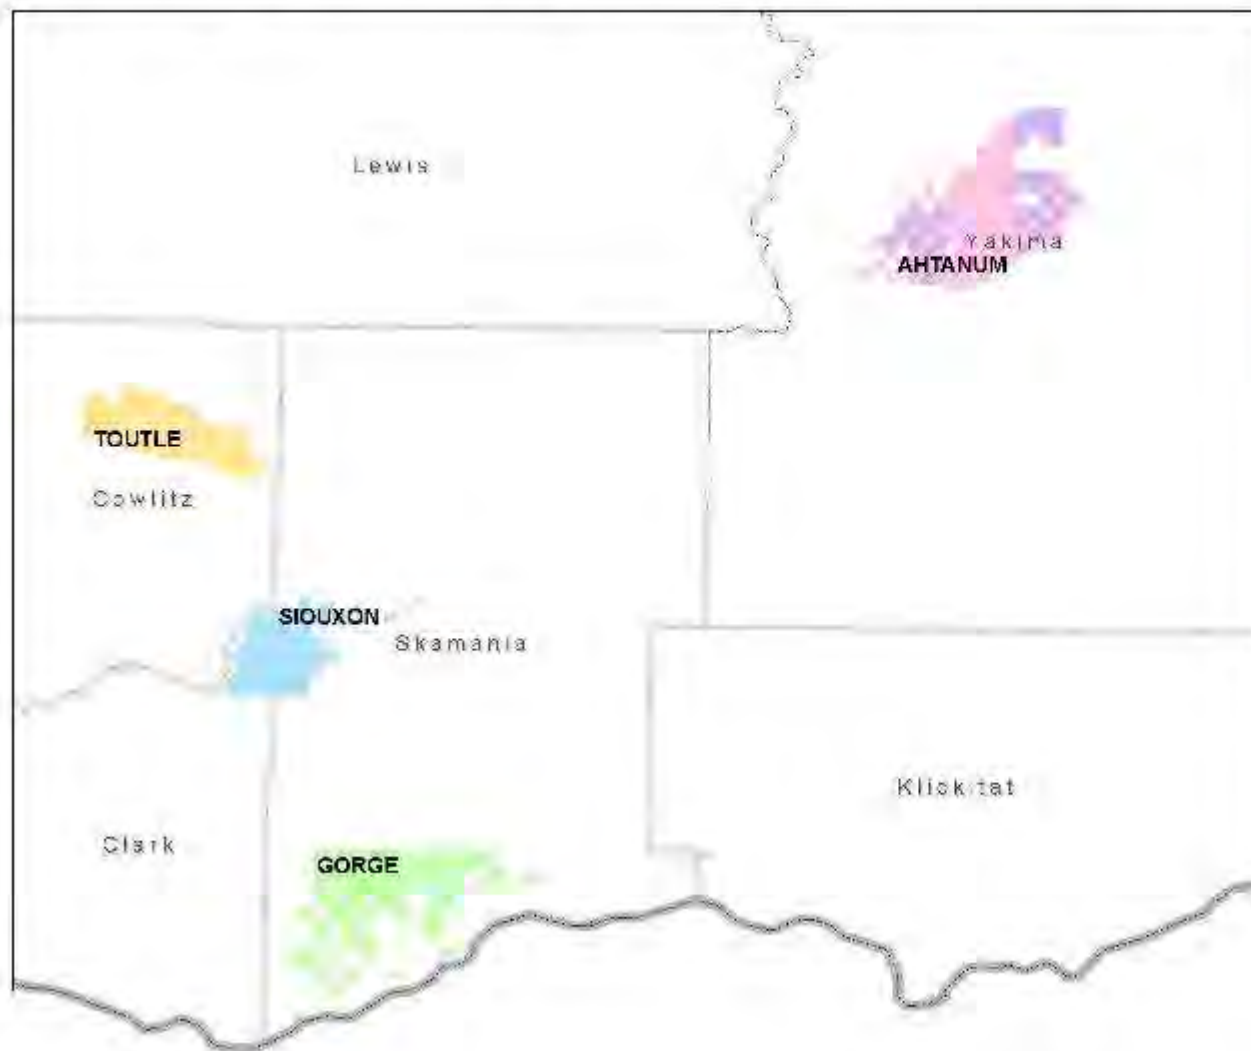 Lewis
Yakima
AHTANUM
TOUTLE
Cowlitz
SIOUXON
Skamania
Klickitat
Clark
GORGE